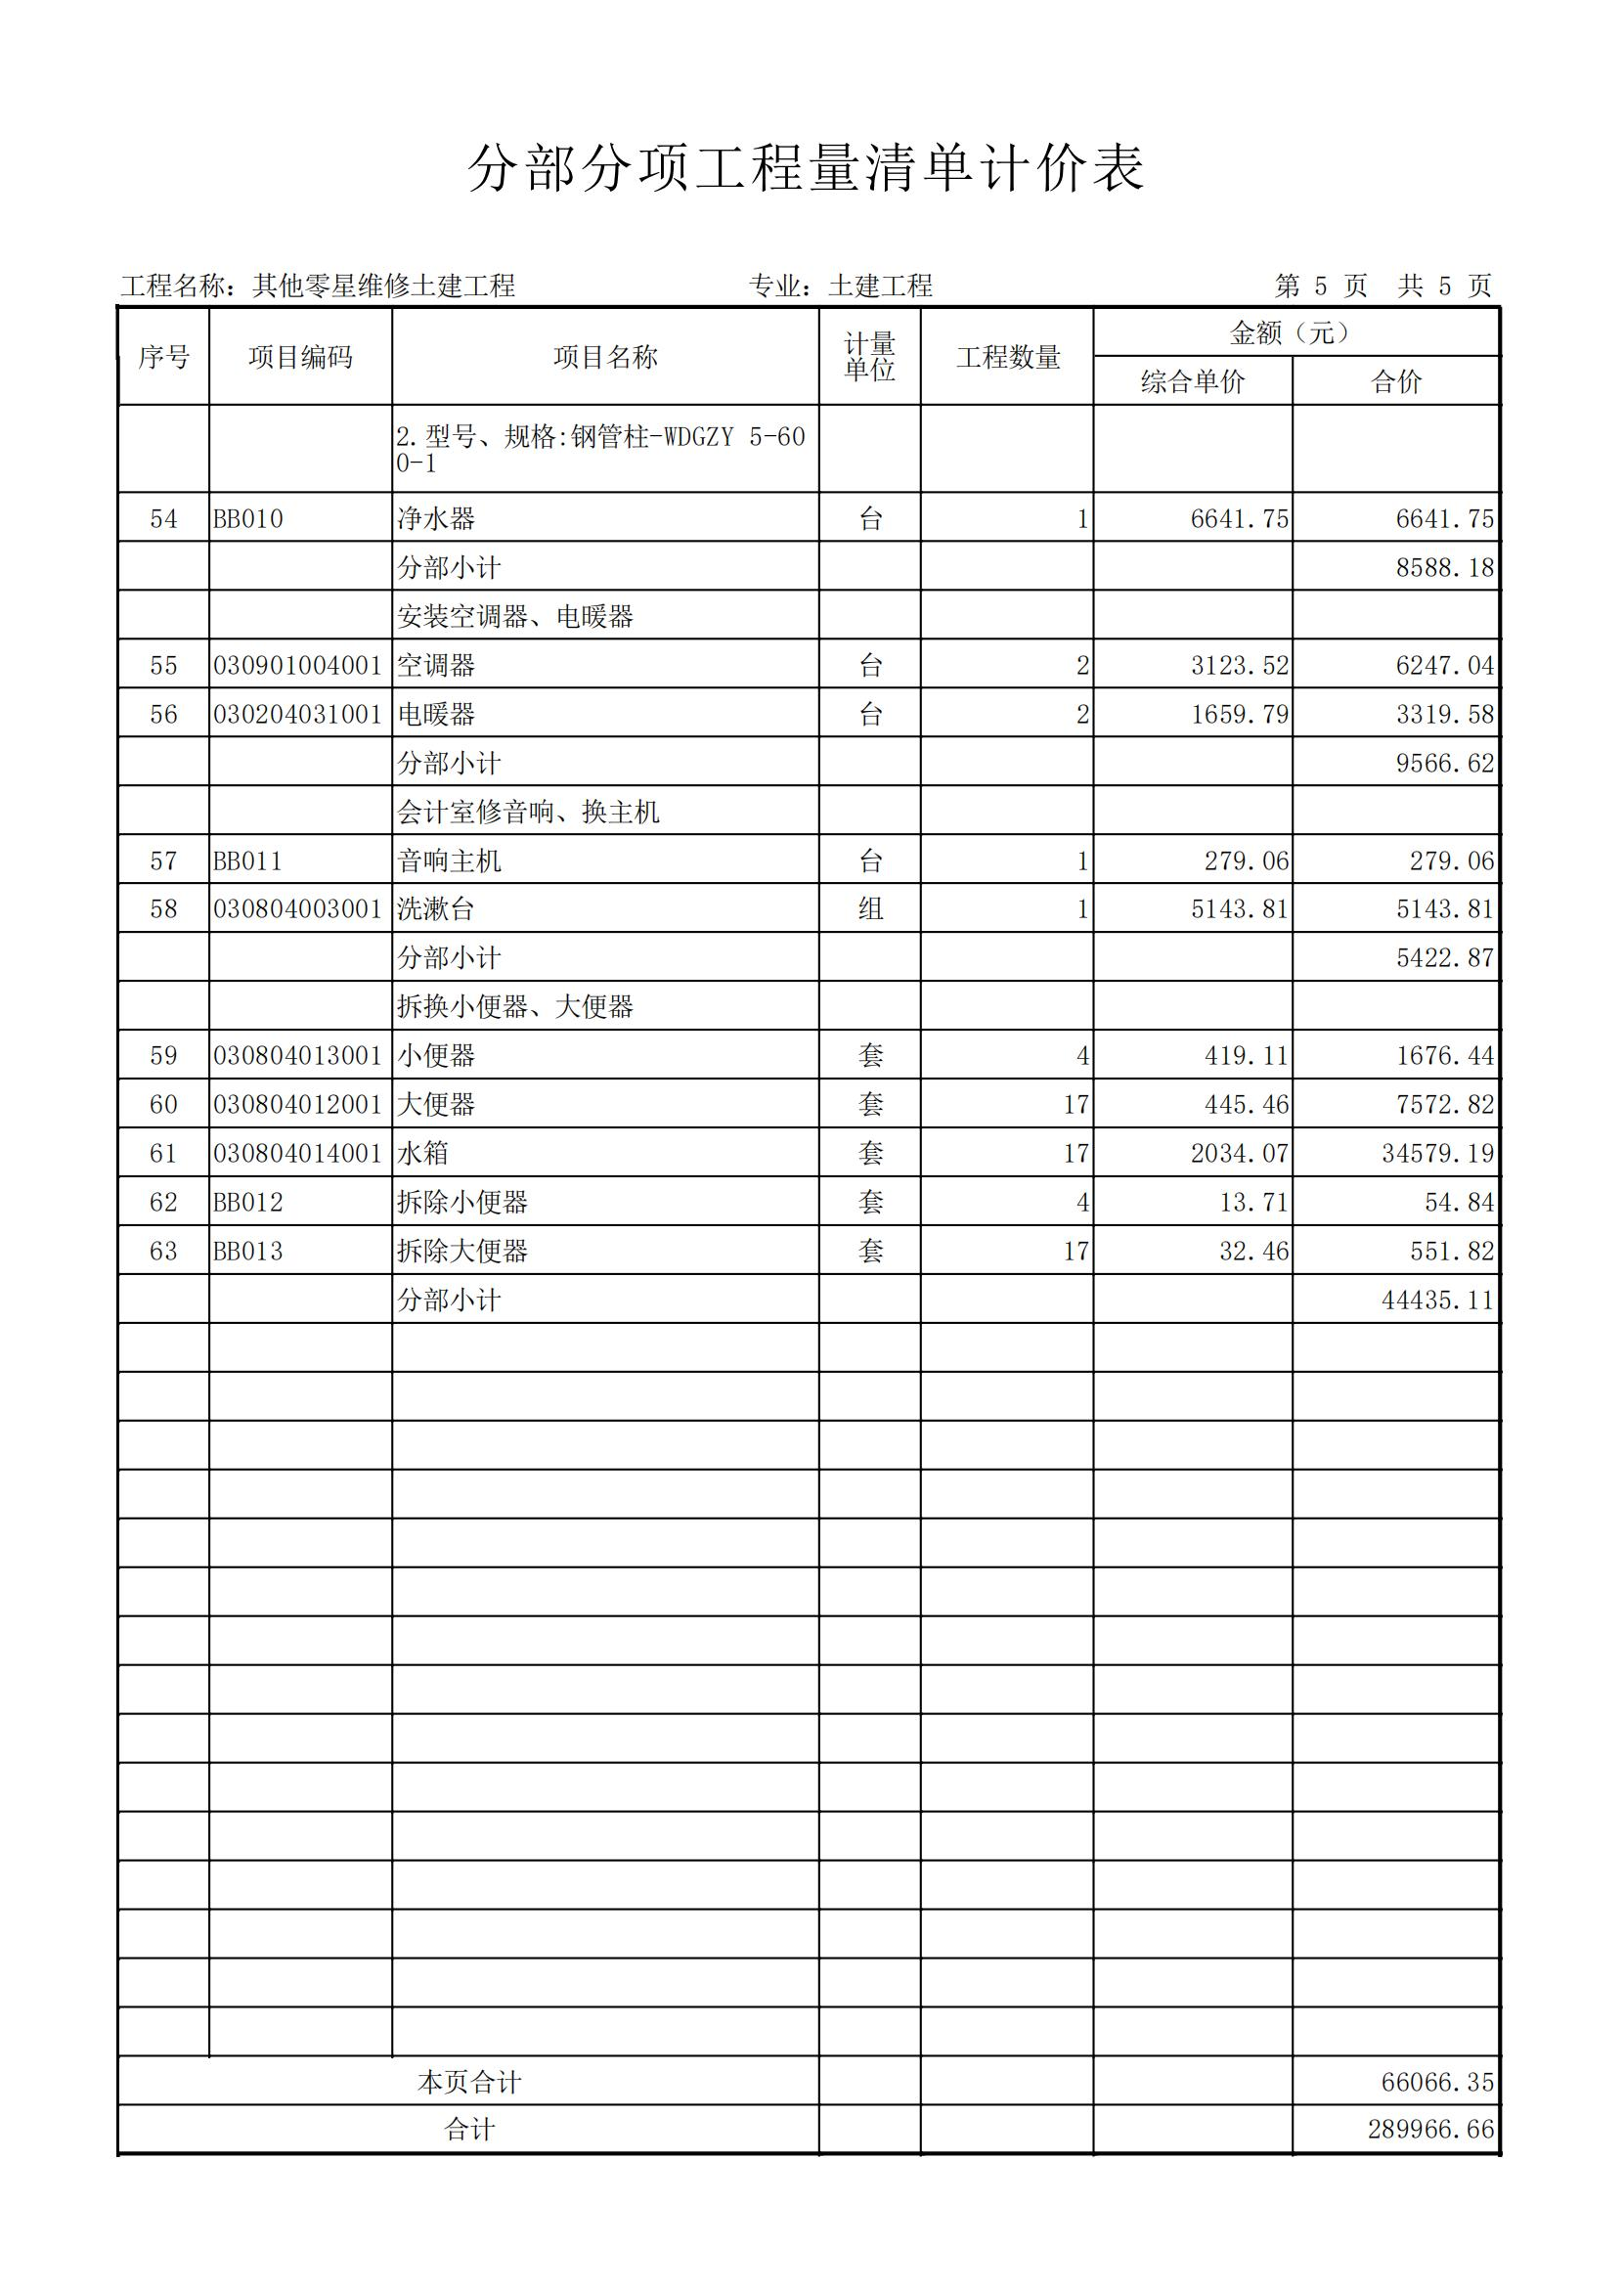 分部分项工程量清单计价表
工程名称：其他零星维修土建工程 专业：土建工程 第 5 页 共 5 页
序号 项目编码 项目名称 计量单位 工程数量 金额（元）
综合单价 合价
2.型号、规格:钢管柱-WDGZY 5-60
0-1
54 BB010 净水器 台 1 6641.75 6641.75
分部小计 8588.18
安装空调器、电暖器
55 030901004001 空调器 台 2 3123.52 6247.04
56 030204031001 电暖器 台 2 1659.79 3319.58
分部小计 9566.62
会计室修音响、换主机
57 BB011 音响主机 台 1 279.06 279.06
58 030804003001 洗漱台 组 1 5143.81 5143.81
分部小计 5422.87
拆换小便器、大便器
59 030804013001 小便器 套 4 419.11 1676.44
60 030804012001 大便器 套 17 445.46 7572.82
61 030804014001 水箱 套 17 2034.07 34579.19
62 BB012 拆除小便器 套 4 13.71 54.84
63 BB013 拆除大便器 套 17 32.46 551.82
分部小计 44435.11
本页合计 66066.35
合计 289966.66